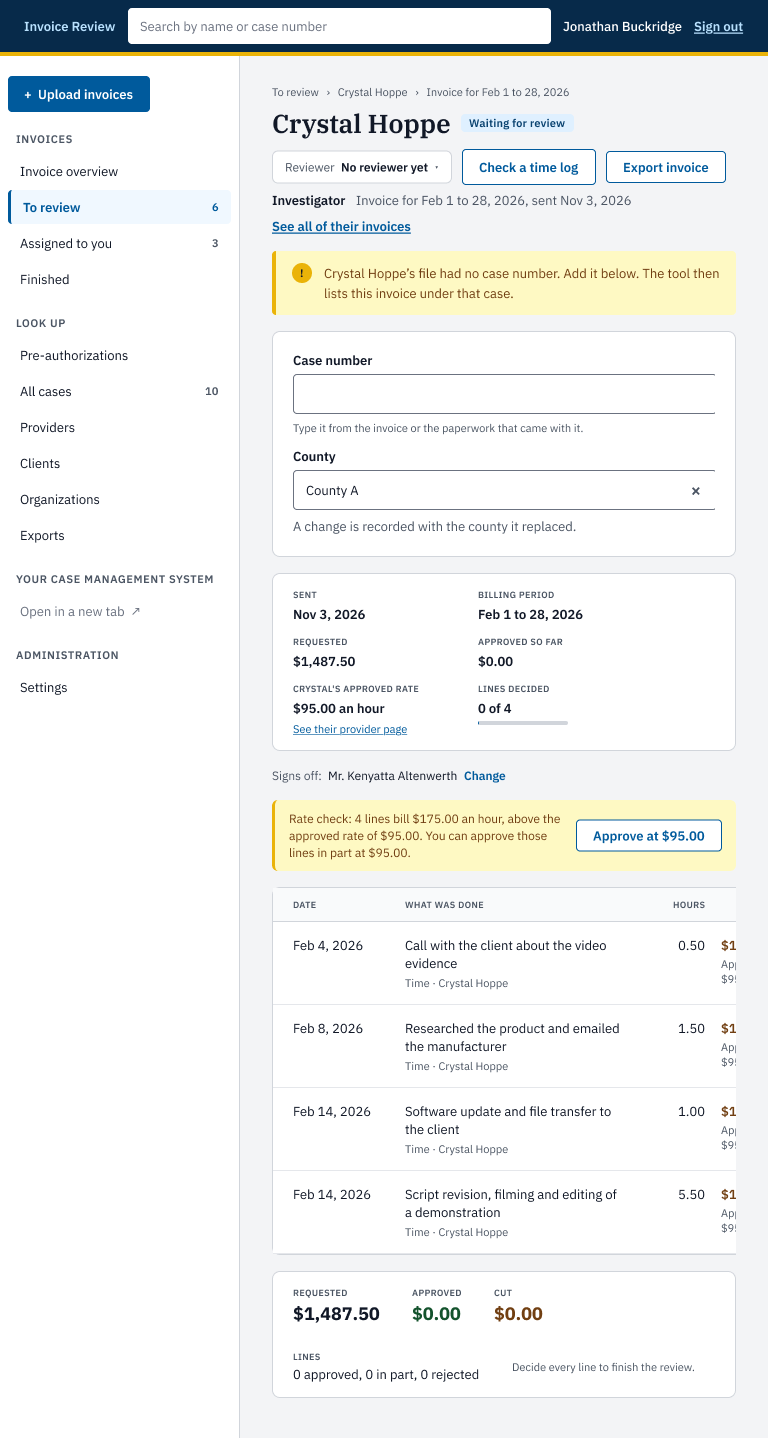 Invoice Review
Search by name or case number
Jonathan Buckridge
Sign out
+ Upload invoices
INVOICES
Invoice overview
To review 6
Assigned to you 3
Finished
LOOK UP
Pre-authorizations
All cases 10
Providers
Clients
Organizations
Exports
YOUR CASE MANAGEMENT SYSTEM
Open in a new tab ↗
ADMINISTRATION
Settings
To review › Crystal Hoppe › Invoice for Feb 1 to 28, 2026
Crystal Hoppe Waiting for review
Reviewer No reviewer yet
Check a time log
Export invoice
Investigator Invoice for Feb 1 to 28, 2026, sent Nov 3, 2026
See all of their invoices
! Crystal Hoppe’s file had no case number. Add it below. The tool then
lists this invoice under that case.
Case number
Type it from the invoice or the paperwork that came with it.
County
County A ×
A change is recorded with the county it replaced.
SENT BILLING PERIOD
Nov 3, 2026 Feb 1 to 28, 2026
REQUESTED APPROVED SO FAR
$1,487.50 $0.00
CRYSTAL'S APPROVED RATE LINES DECIDED
$95.00 an hour 0 of 4
See their provider page
Signs off: Mr. Kenyatta Altenwerth Change
Rate check: 4 lines bill $175.00 an hour, above the
approved rate of $95.00. You can approve those
lines in part at $95.00.
Approve at $95.00
DATE WHAT WAS DONE HOURS
Feb 4, 2026 Call with the client about the video 0.50 $1
evidence App
Time · Crystal Hoppe $95
Feb 8, 2026 Researched the product and emailed 1.50 $1
the manufacturer App
Time · Crystal Hoppe $95
Feb 14, 2026 Software update and file transfer to 1.00 $1
the client App
Time · Crystal Hoppe $95
Feb 14, 2026 Script revision, filming and editing of 5.50 $1
a demonstration App
Time · Crystal Hoppe $95
REQUESTED APPROVED CUT
$1,487.50 $0.00 $0.00
LINES
0 approved, 0 in part, 0 rejected
Decide every line to finish the review.